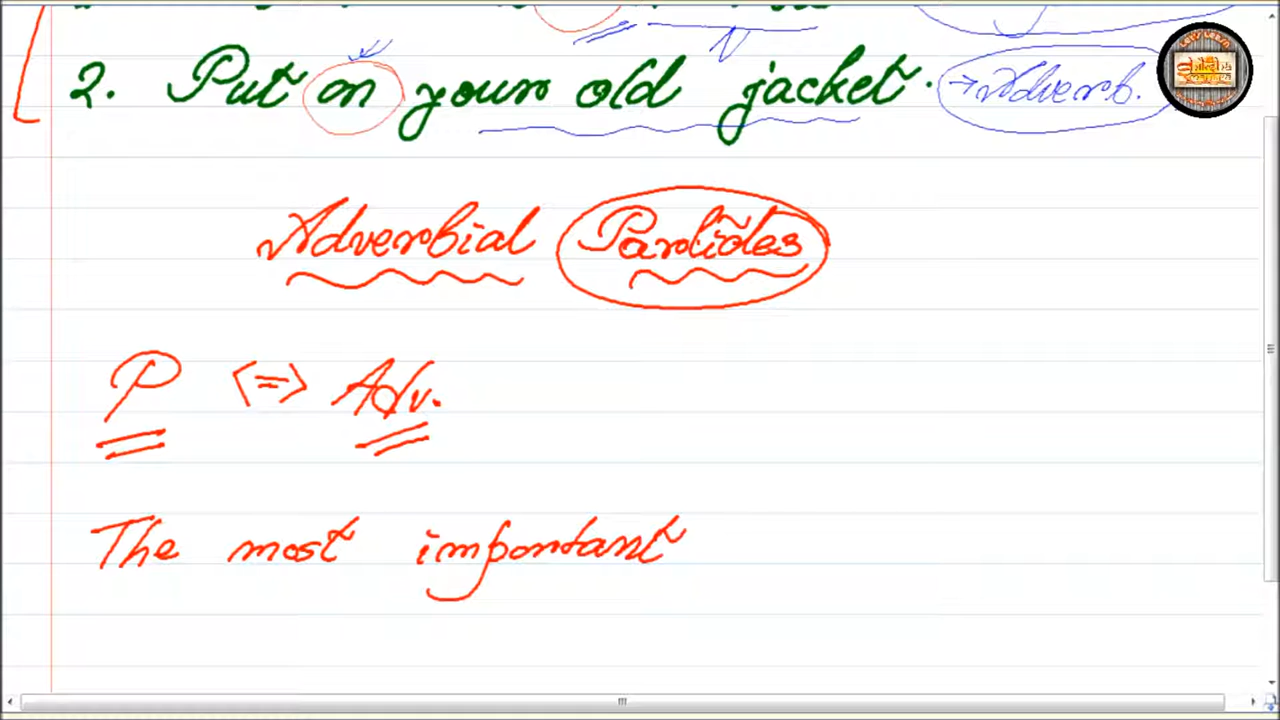 2. Put on your old jacket. → Adverb.
Adverbial Particles
P <=> Adv.
The most important